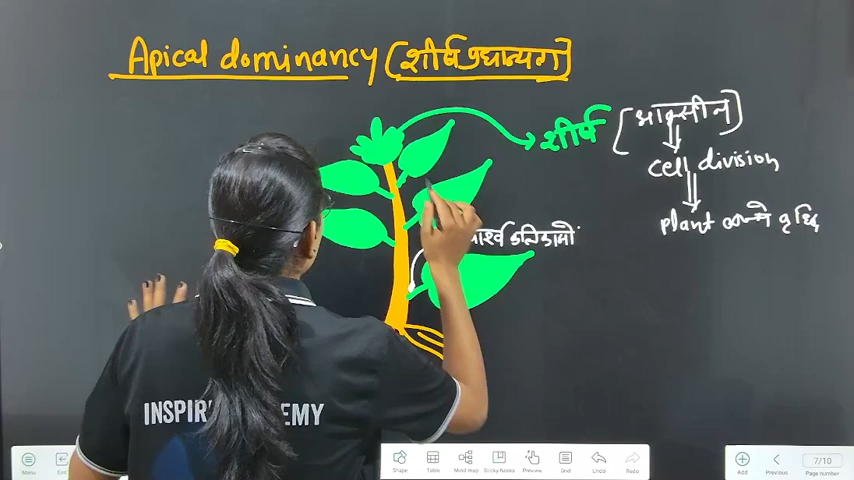 Apical dominancy (शीर्ष प्रधान्यता)
शीर्ष
(आक्सीन)
cell division
plant की वृद्धि
पार्श्व कलिकायें
INSPIR EMY
Menu
Shape Table Mind map Sticky Notes Preview Grid Undo Redo
Add Previous 7/10
Page number